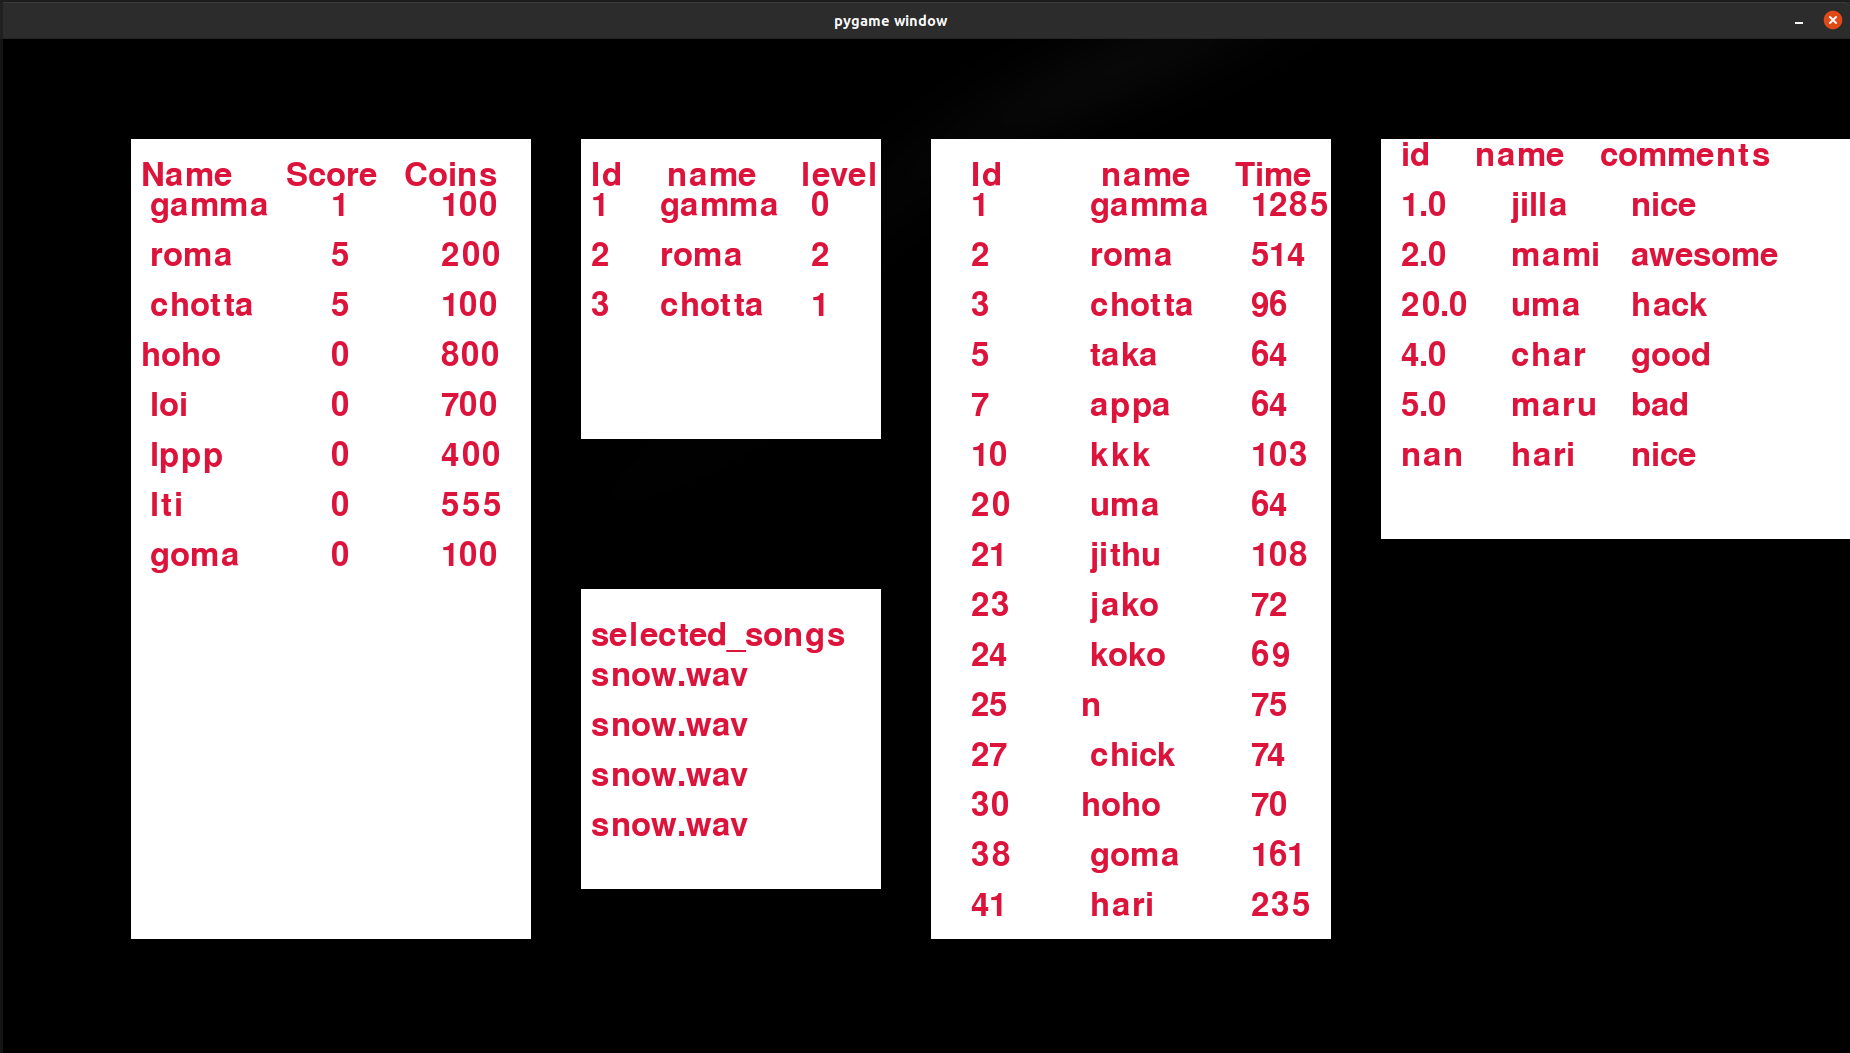 pygame window
Name Score Coins
gamma 1 100
roma 5 200
chotta 5 100
hoho 0 800
loi 0 700
lppp 0 400
lti 0 555
goma 0 100
Id name level
1 gamma 0
2 roma 2
3 chotta 1
selected_songs
snow.wav
snow.wav
snow.wav
snow.wav
Id name Time
1 gamma 1285
2 roma 514
3 chotta 96
5 taka 64
7 appa 64
10 kkk 103
20 uma 64
21 jithu 108
23 jako 72
24 koko 69
25 n 75
27 chick 74
30 hoho 70
38 goma 161
41 hari 235
id name comments
1.0 jilla nice
2.0 mami awesome
20.0 uma hack
4.0 char good
5.0 maru bad
nan hari nice